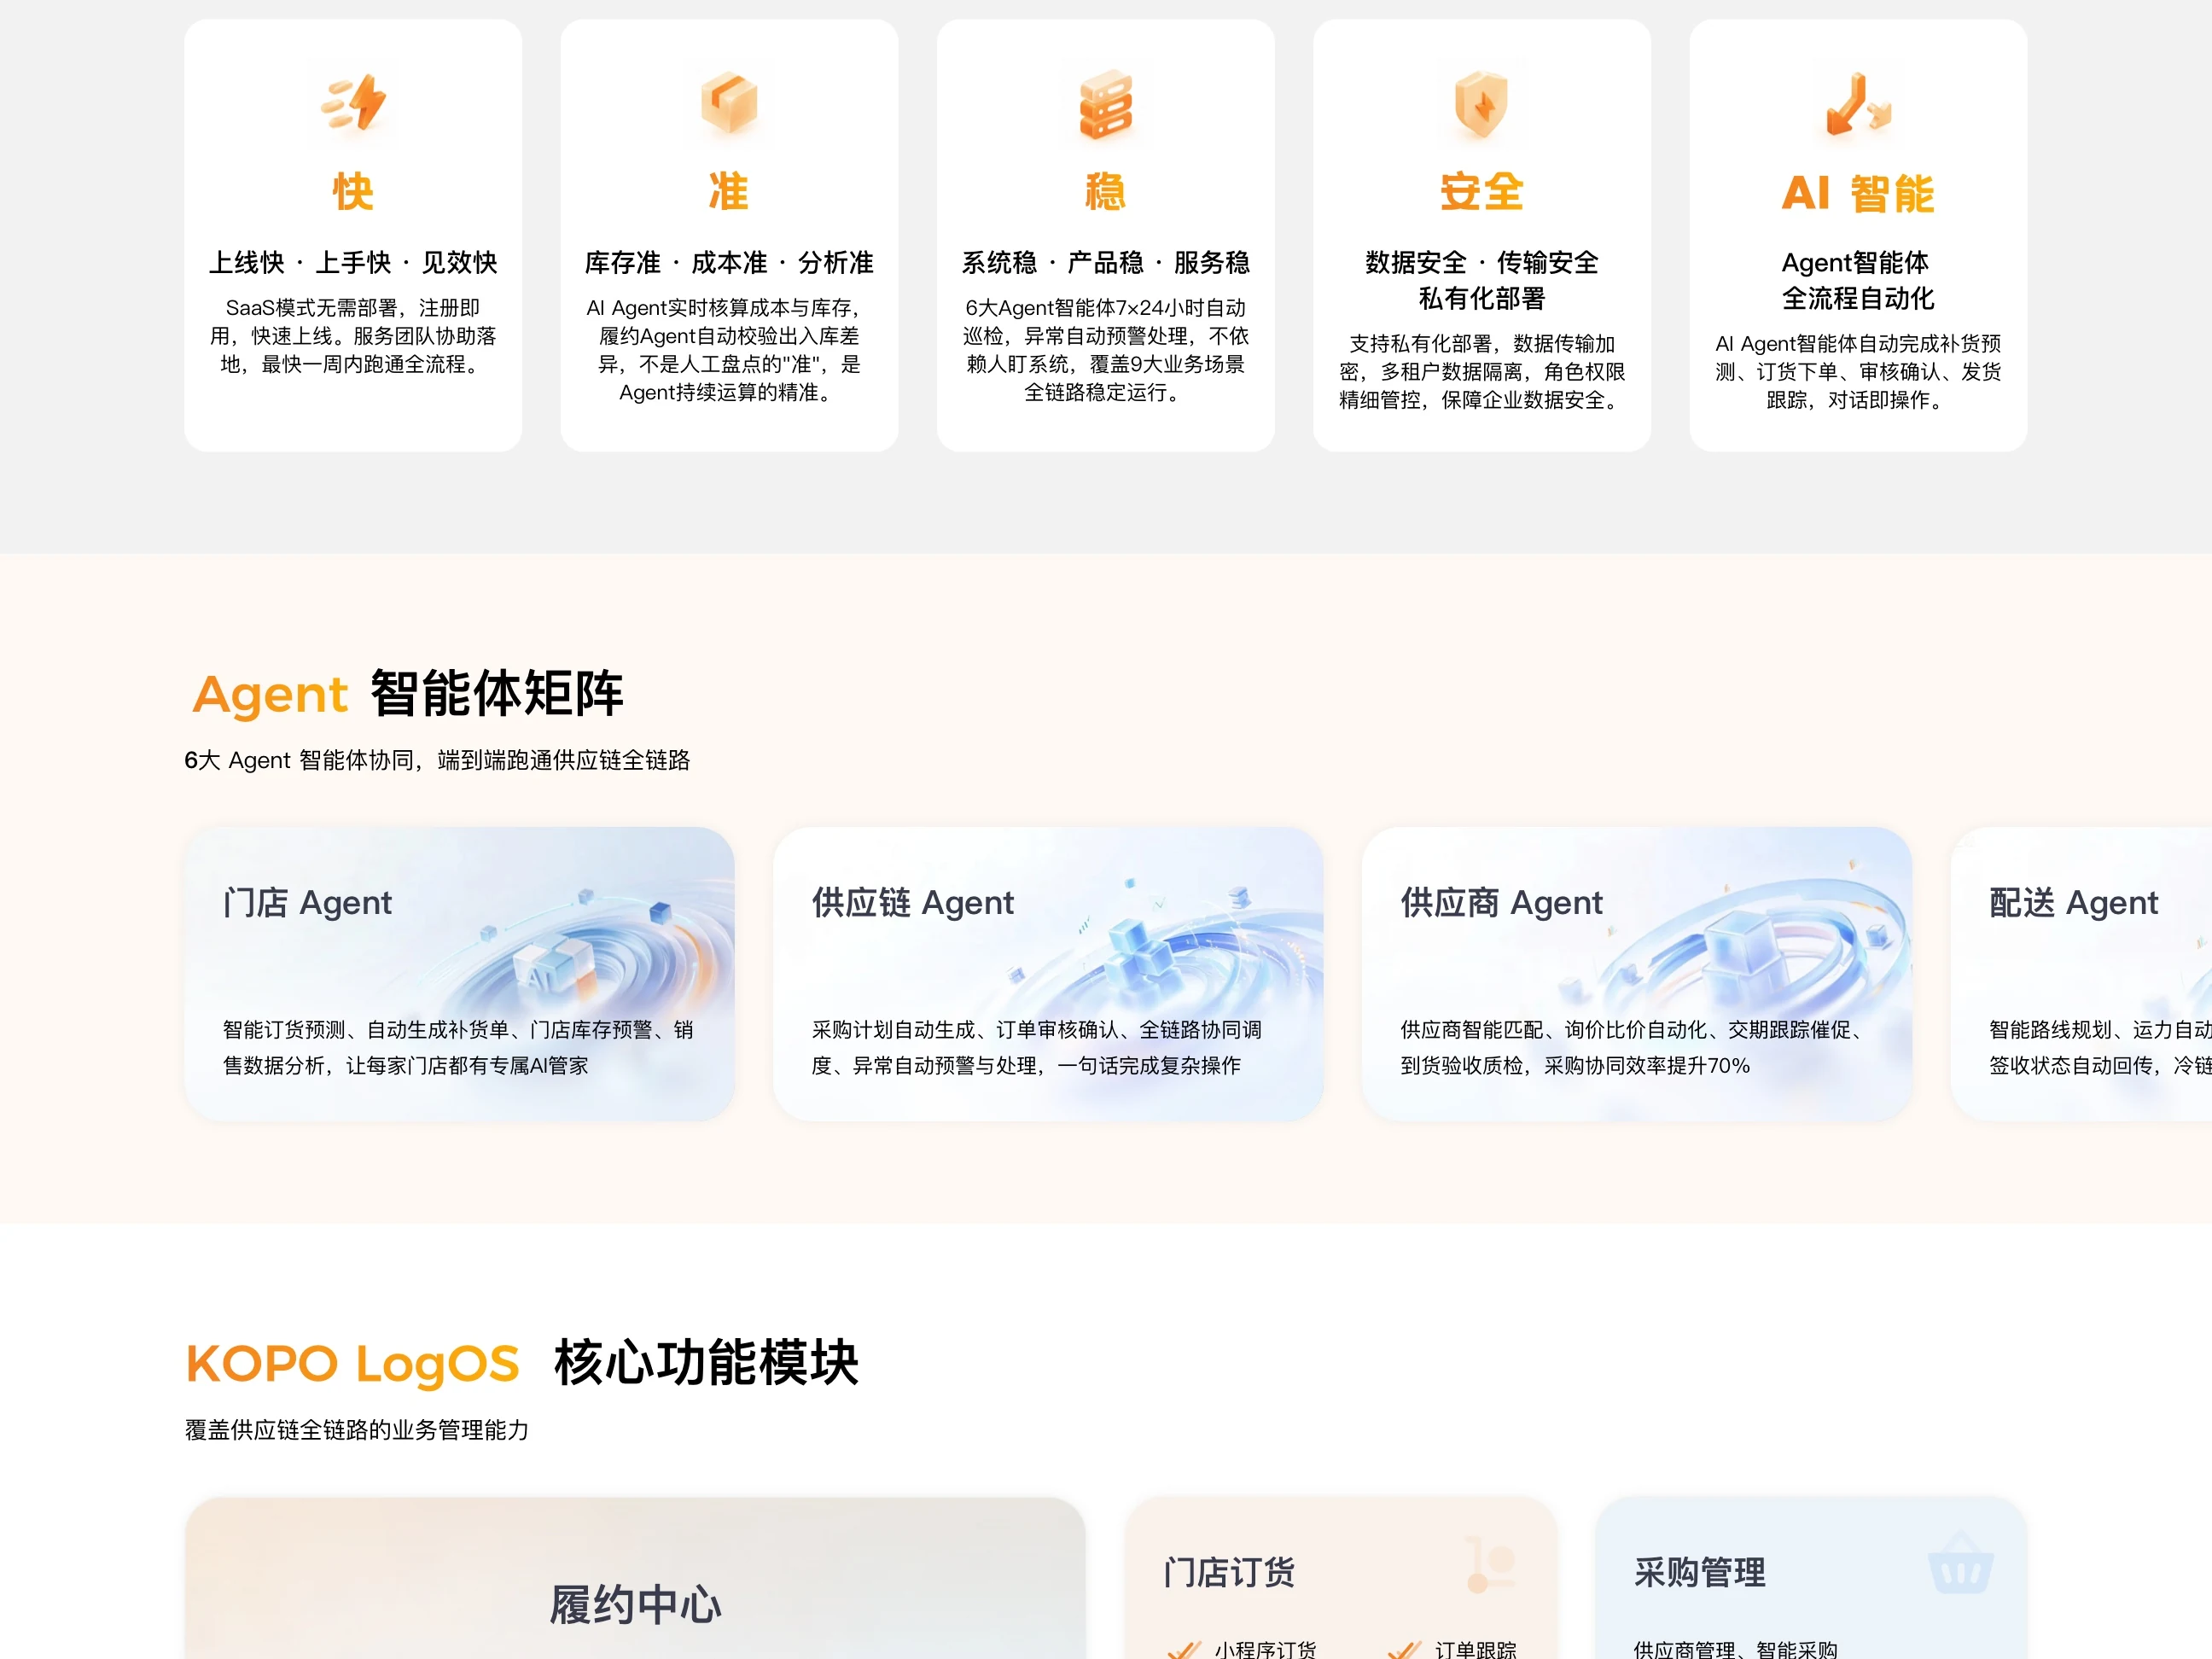 快
上线快 · 上手快 · 见效快
SaaS模式无需部署，注册即
用，快速上线。服务团队协助落
地，最快一周内跑通全流程。
准
库存准 · 成本准 · 分析准
AI Agent实时核算成本与库存，
履约Agent自动校验出入库差
异，不是人工盘点的"准"，是
Agent持续运算的精准。
稳
系统稳 · 产品稳 · 服务稳
6大Agent智能体7×24小时自动
巡检，异常自动预警处理，不依
赖人盯系统，覆盖9大业务场景
全链路稳定运行。
安全
数据安全 · 传输安全
私有化部署
支持私有化部署，数据传输加
密，多租户数据隔离，角色权限
精细管控，保障企业数据安全。
AI 智能
Agent智能体
全流程自动化
AI Agent智能体自动完成补货预
测、订货下单、审核确认、发货
跟踪，对话即操作。
Agent 智能体矩阵
6大 Agent 智能体协同，端到端跑通供应链全链路
门店 Agent
AI
智能订货预测、自动生成补货单、门店库存预警、销
售数据分析，让每家门店都有专属AI管家
供应链 Agent
采购计划自动生成、订单审核确认、全链路协同调
度、异常自动预警与处理，一句话完成复杂操作
供应商 Agent
供应商智能匹配、询价比价自动化、交期跟踪催促、
到货验收质检，采购协同效率提升70%
配送 Agent
智能路线规划、运力自动
签收状态自动回传，冷链
KOPO LogOS 核心功能模块
覆盖供应链全链路的业务管理能力
履约中心
门店订货
小程序订货
订单跟踪
采购管理
供应商管理、智能采购